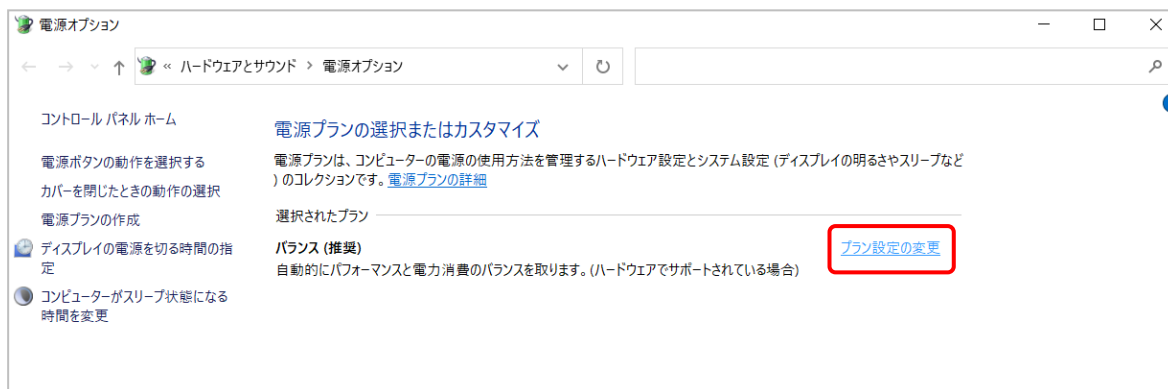 電源オプション
« ハードウェアとサウンド > 電源オプション
コントロール パネル ホーム
電源ボタンの動作を選択する
カバーを閉じたときの動作の選択
電源プランの作成
ディスプレイの電源を切る時間の指
定
コンピューターがスリープ状態になる
時間を変更
電源プランの選択またはカスタマイズ
電源プランは、コンピューターの電源の使用方法を管理するハードウェア設定とシステム設定 (ディスプレイの明るさやスリープなど
) のコレクションです。電源プランの詳細
選択されたプラン
バランス (推奨) プラン設定の変更
自動的にパフォーマンスと電力消費のバランスを取ります。(ハードウェアでサポートされている場合)